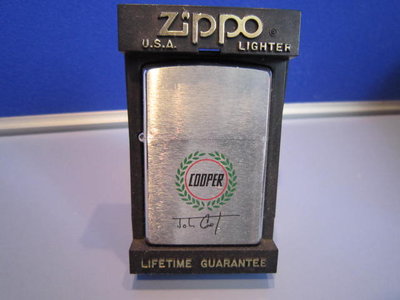 Zippo ®
U.S.A. LIGHTER
COOPER
LIFETIME GUARANTEE